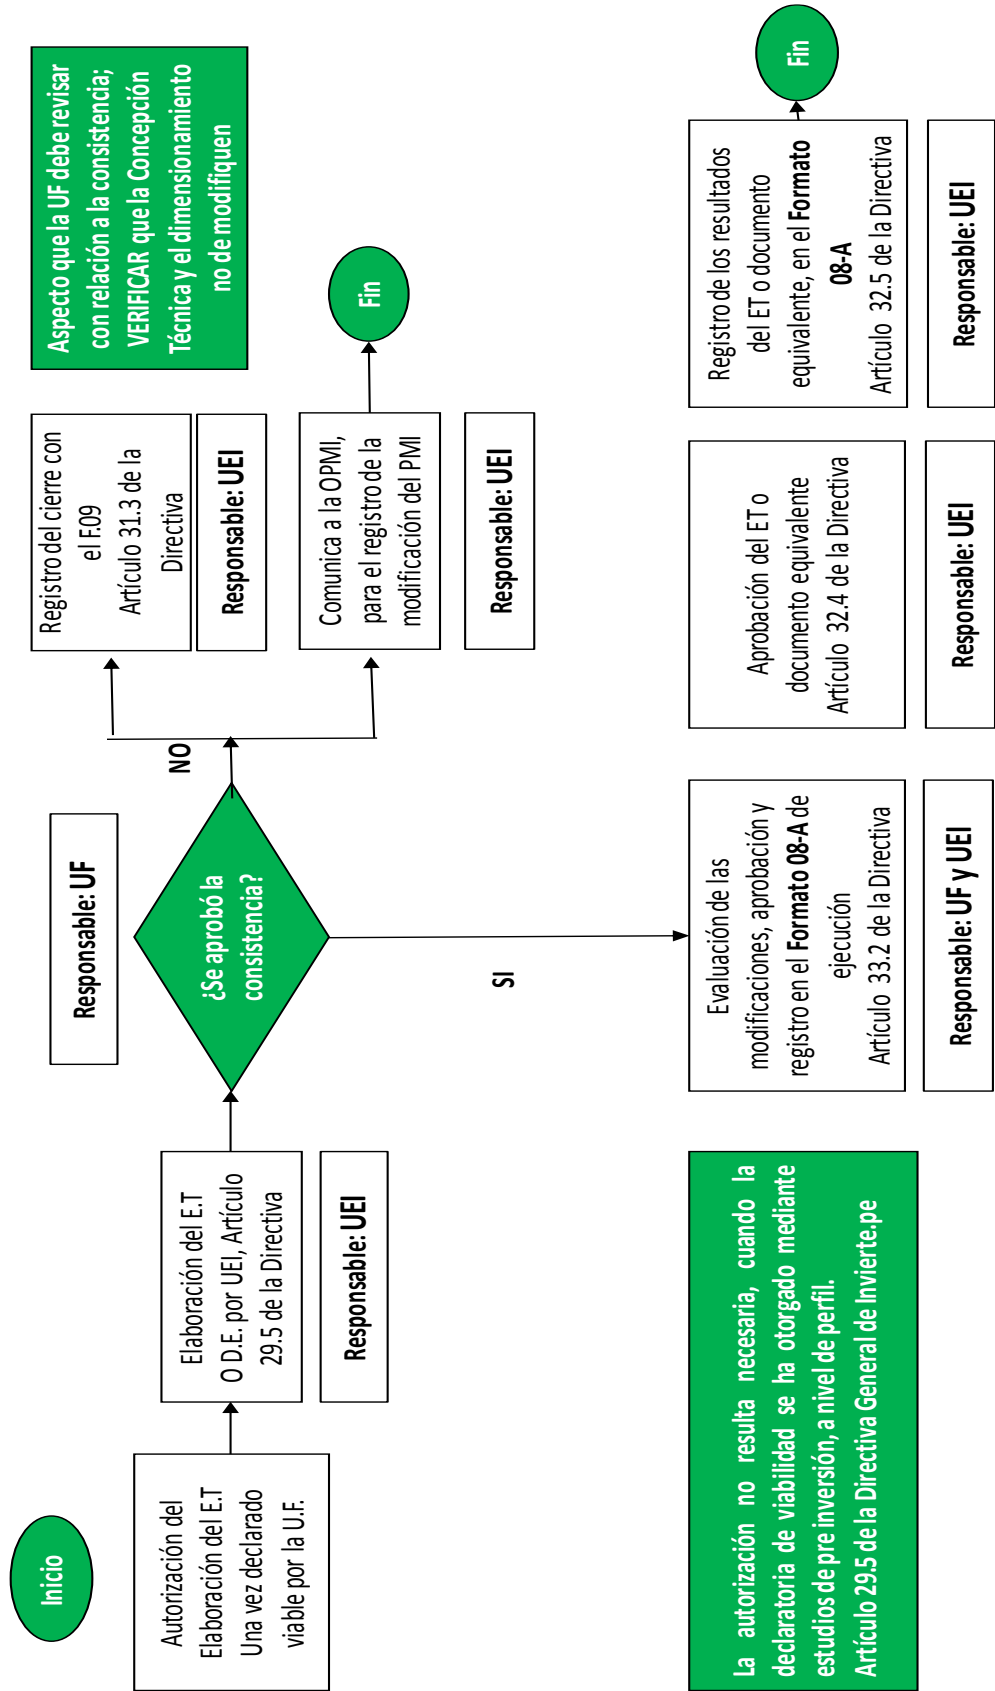 Inicio
Autorización del
Elaboración del E.T
Una vez declarado
viable por la U.F.
Elaboración del E.T
O D.E. por UEI, Artículo
29.5 de la Directiva
Responsable: UEI
Responsable: UF
¿Se aprobó la
consistencia?
NO
SI
Registro del cierre con
el F.09
Artículo 31.3 de la
Directiva
Responsable: UEI
Comunica a la OPMI,
para el registro de la
modificación del PMI
Responsable: UEI
Fin
Aspecto que la UF debe revisar
con relación a la consistencia;
VERIFICAR que la Concepción
Técnica y el dimensionamiento
no de modifiquen
La autorización no resulta necesaria, cuando la
declaratoria de viabilidad se ha otorgado mediante
estudios de pre inversión, a nivel de perfil.
Artículo 29.5 de la Directiva General de Invierte.pe
Evaluación de las
modificaciones, aprobación y
registro en el Formato 08-A de
ejecución
Artículo 33.2 de la Directiva
Responsable: UF y UEI
Aprobación del ET o
documento equivalente
Artículo 32.4 de la Directiva
Responsable: UEI
Registro de los resultados
del ET o documento
equivalente, en el Formato
08-A
Artículo 32.5 de la Directiva
Responsable: UEI
Fin